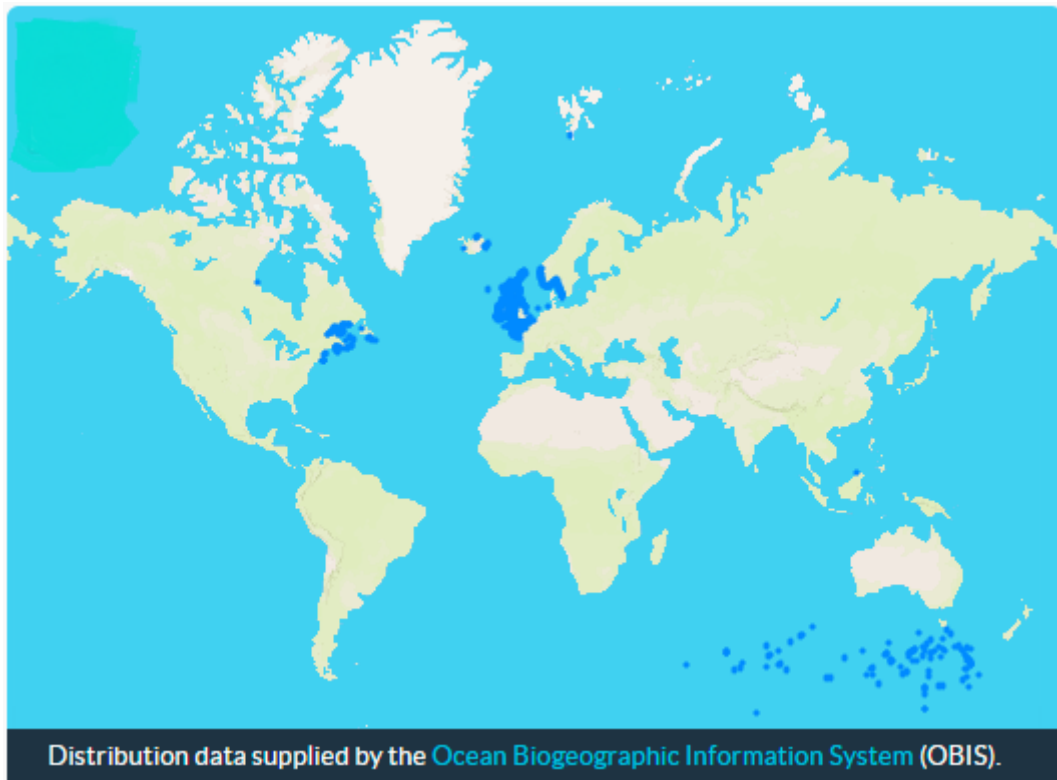 Distribution data supplied by the Ocean Biogeographic Information System (OBIS).